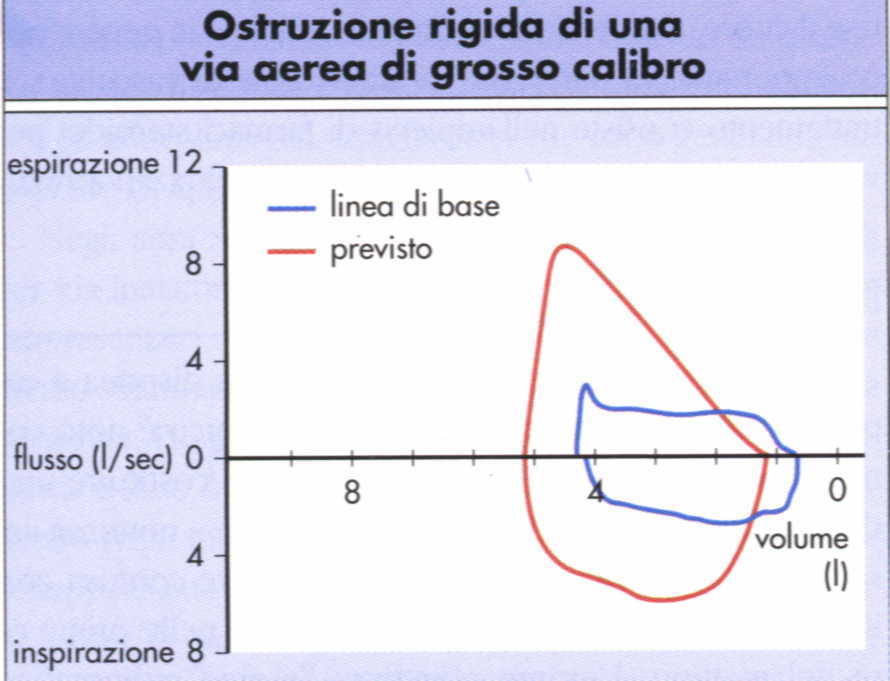 Ostruzione rigida di una
via aerea di grosso calibro
espirazione 12
linea di base
previsto
8
4
flusso (l/sec) 0
8
4
0
4
volume
(l)
inspirazione 8